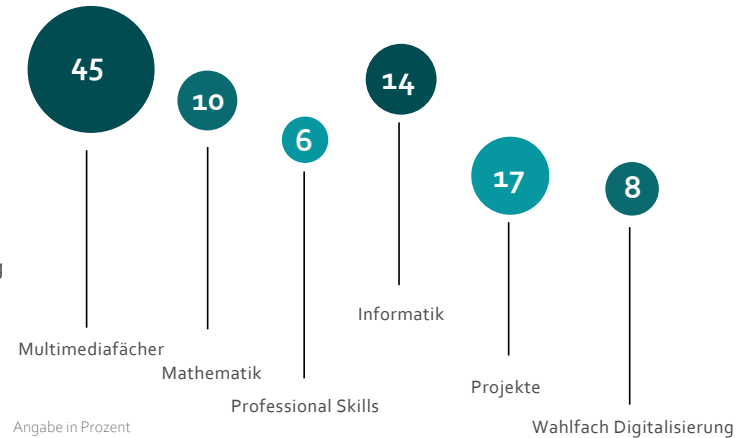 45
10
6
14
17
8
g
Multimediafächer
Mathematik
Professional Skills
Informatik
Projekte
Wahlfach Digitalisierung
Angabe in Prozent